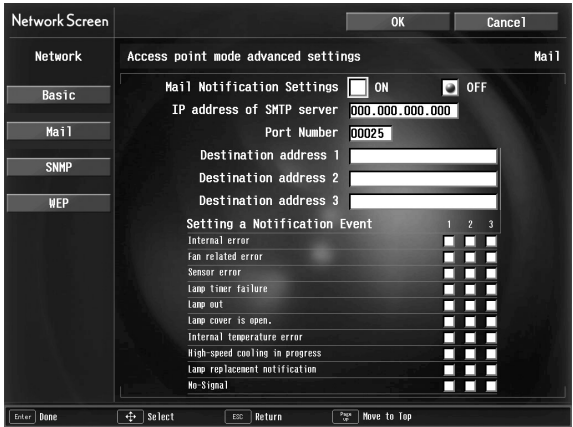 Network Screen OK Cancel
Network Access point mode advanced settings Mail
Mail Notification Settings ON OFF
Basic
IP address of SMTP server 000.000.000.000
Port Number 00025
Mail
Destination address 1
SNMP
Destination address 2
WEP
Destination address 3
Setting a Notification Event 1 2 3
Internal error
Fan related error
Sensor error
Lamp timer failure
Lamp out
Lamp cover is open.
Internal temperature error
High-speed cooling in progress
Lamp replacement notification
No-Signal
Enter Done Select ESC Return Page up Move to Top